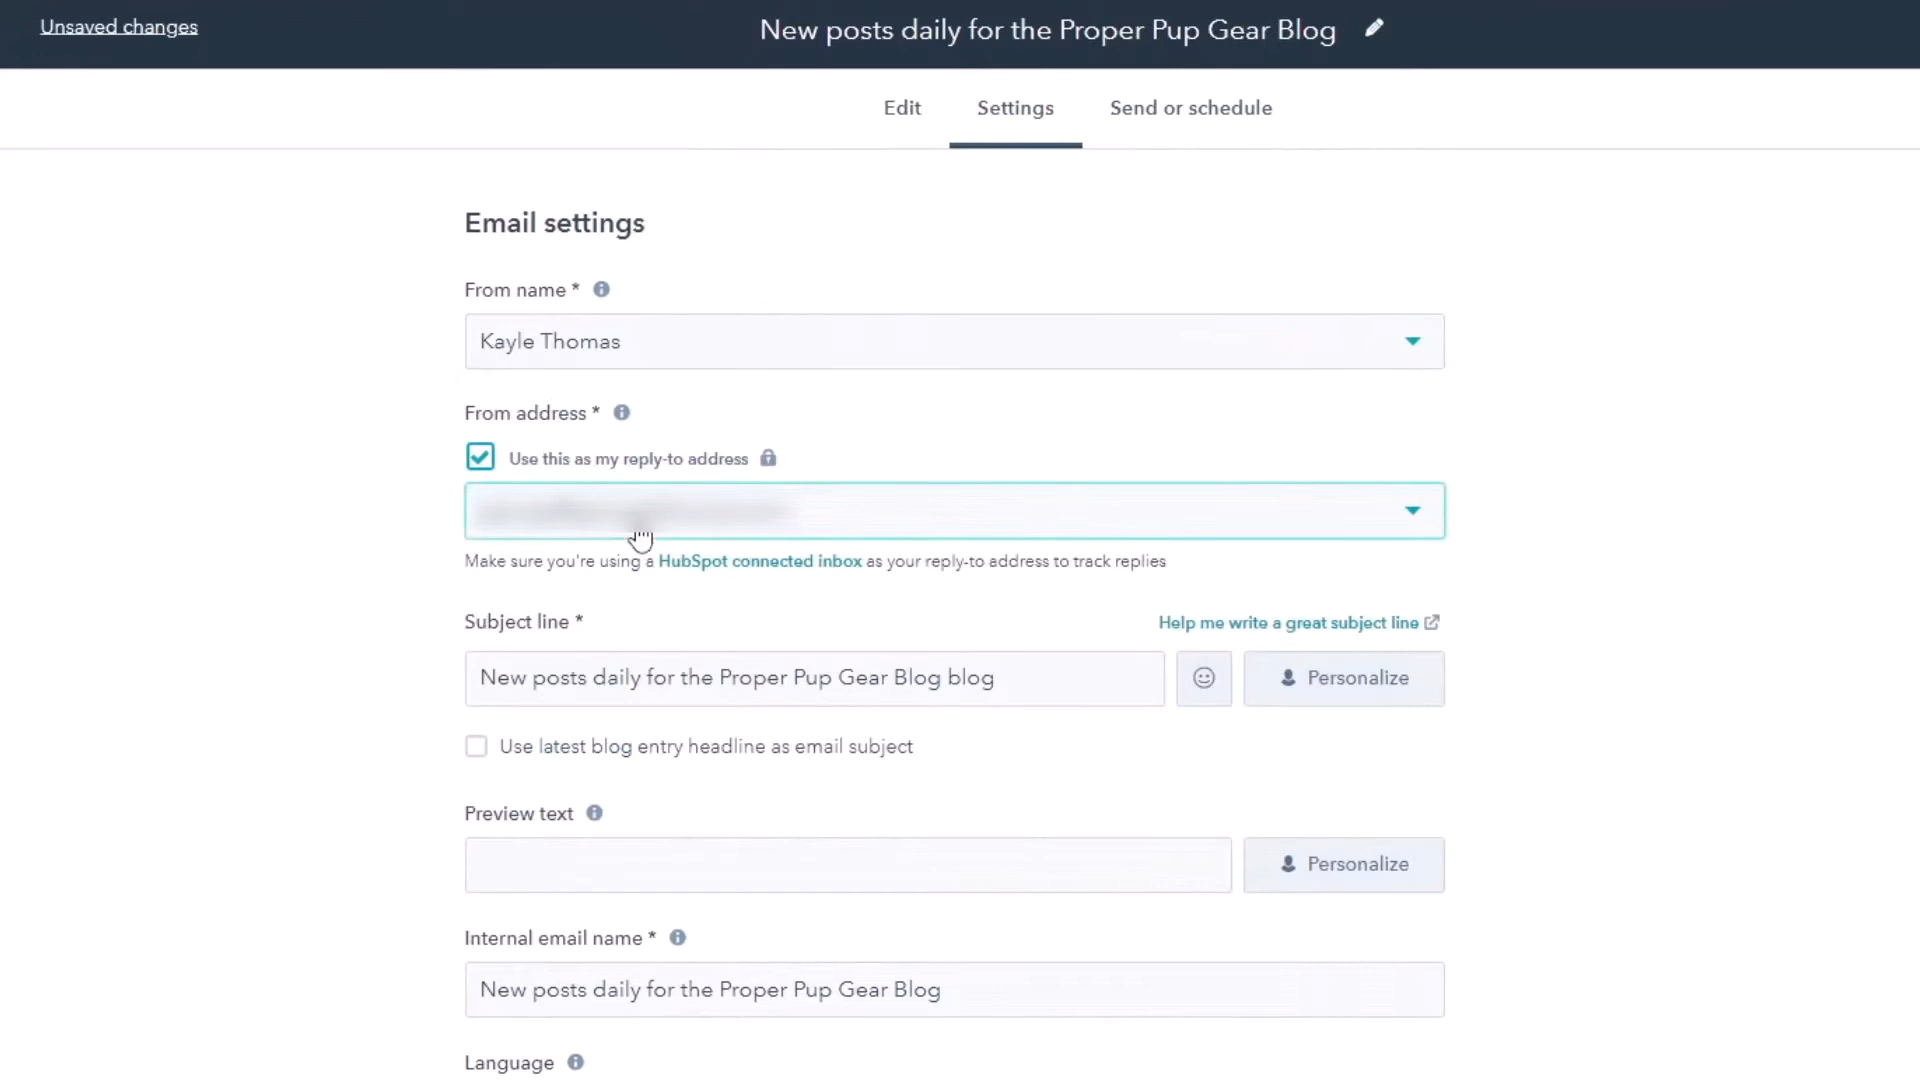 Unsaved changes
New posts daily for the Proper Pup Gear Blog
Edit
Settings
Send or schedule
Email settings
From name *
Kayle Thomas
From address *
Use this as my reply-to address
Make sure you're using a HubSpot connected inbox as your reply-to address to track replies
Subject line *
Help me write a great subject line
New posts daily for the Proper Pup Gear Blog blog
Personalize
Use latest blog entry headline as email subject
Preview text
Personalize
Internal email name *
New posts daily for the Proper Pup Gear Blog
Language